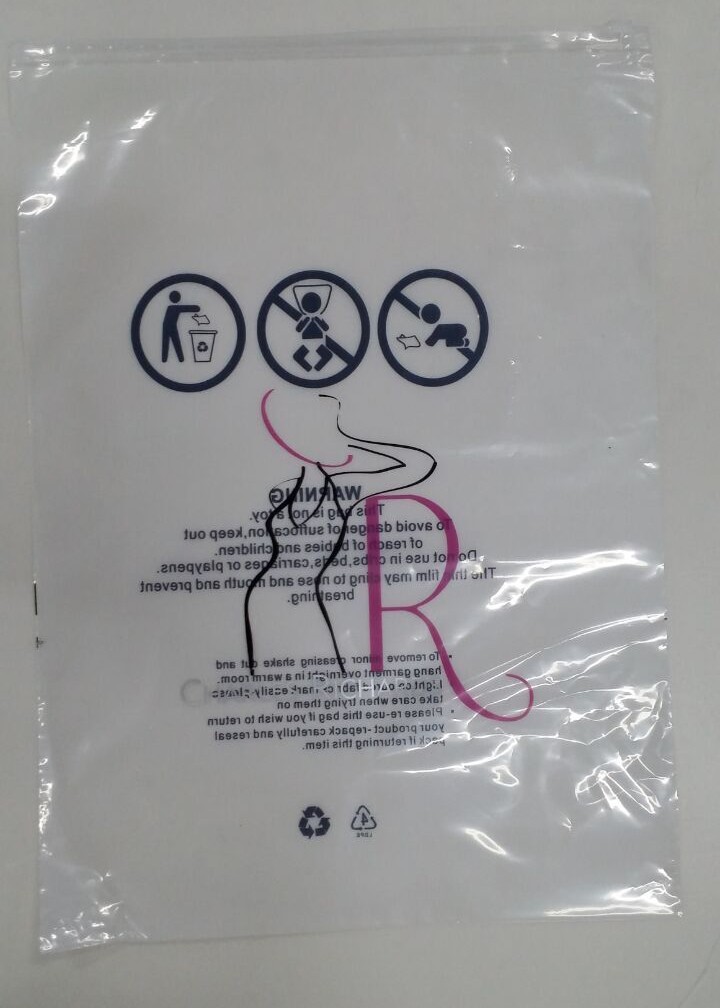 WARNING
This bag is not a toy.
To avoid danger of suffocation,keep out
of reach of babies and children.
Do not use in cribs,beds,carriages or playpens.
The thin film may cling to nose and mouth and prevent
breathing.
R
• To remove minor creasing shake out and
hang garment overnight in a warm room.
Light on dark easily please
take care when trying them on
• Please re-use this bag if you wish to return
your product-repack carefully and reseal
pack if returning this item.
4
LDPE